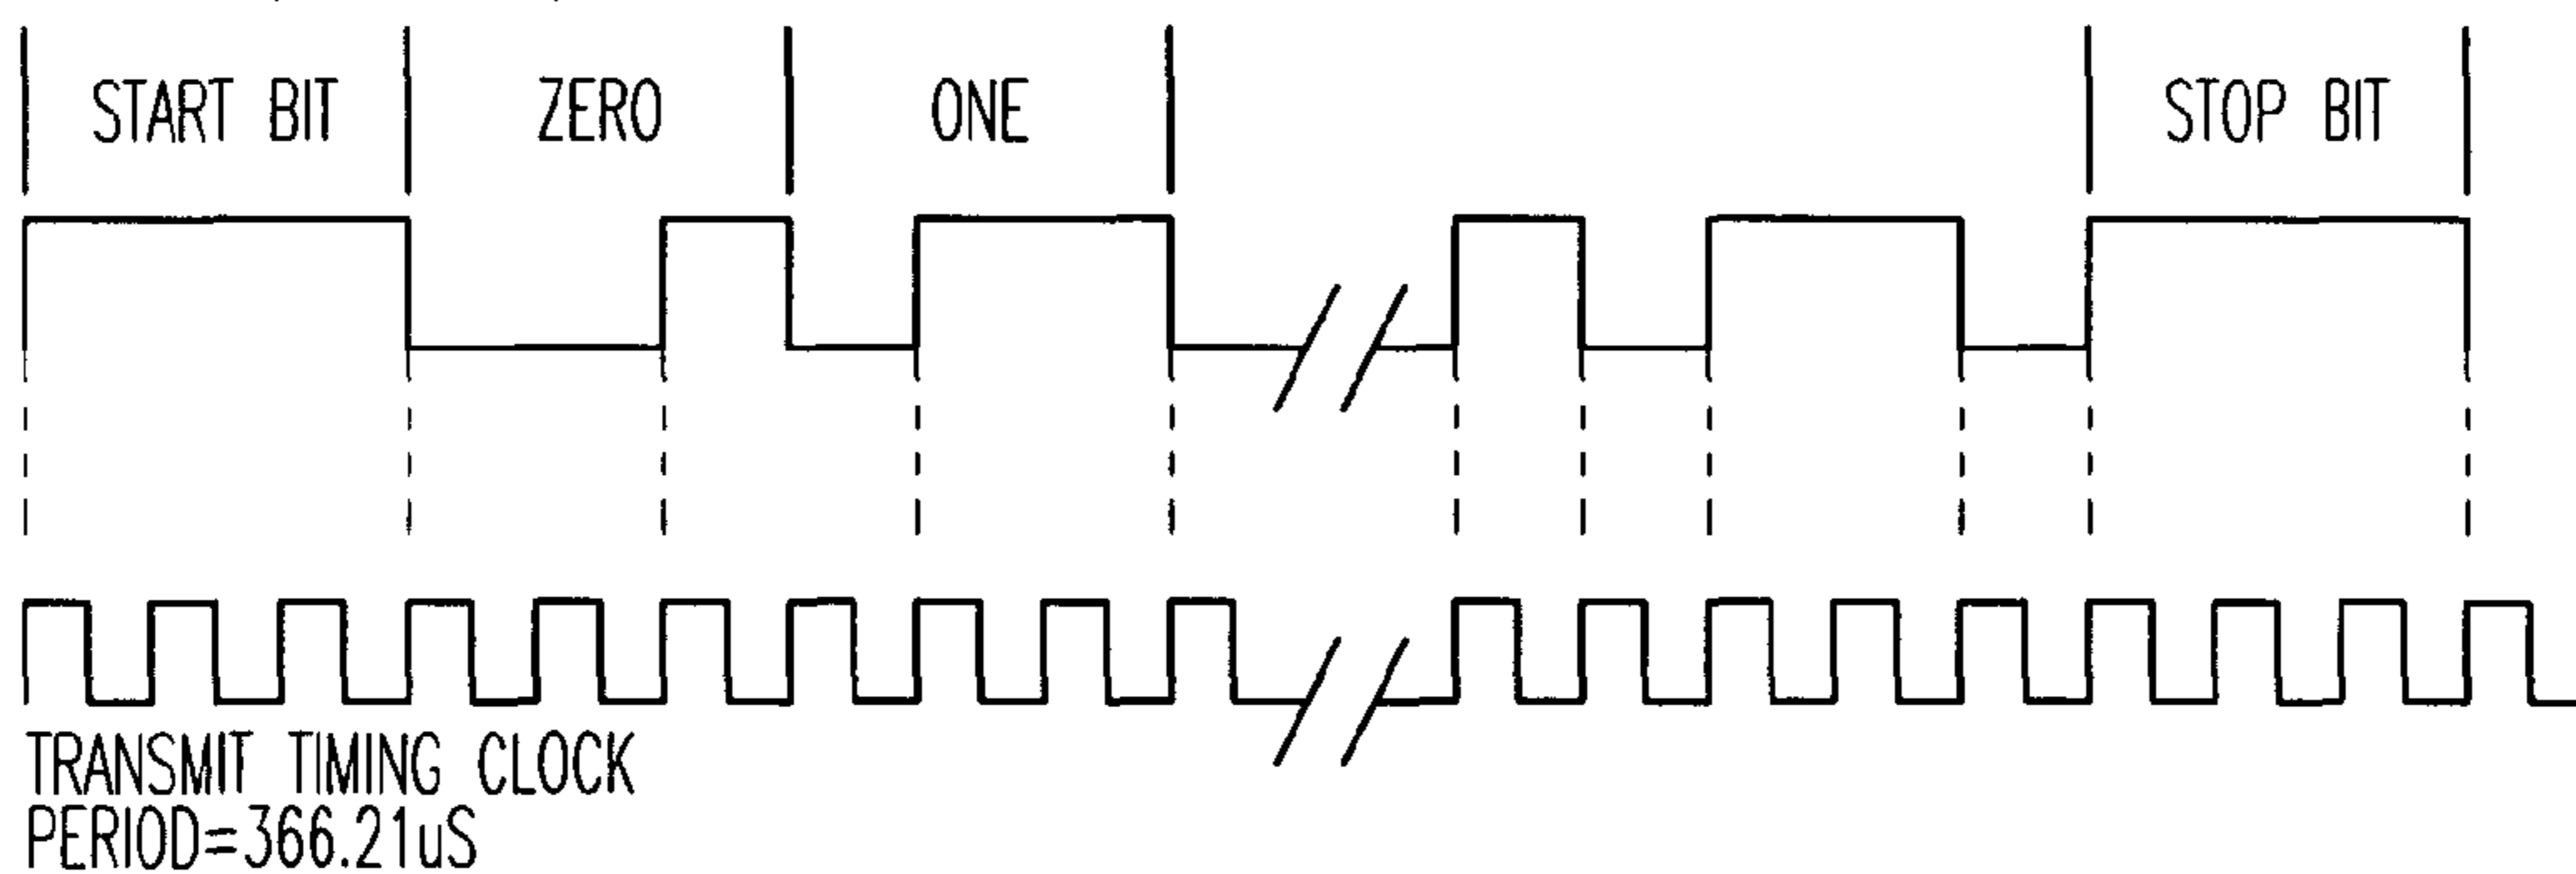 START BIT ZERO ONE STOP BIT
TRANSMIT TIMING CLOCK
PERIOD=366.21uS